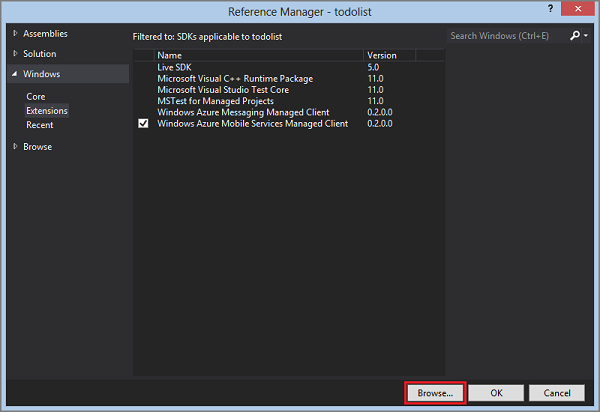 Reference Manager - todolist
? x
Assemblies
Solution
Windows
Core
Extensions
Recent
Browse
Filtered to: SDKs applicable to todolist
Name Version
Live SDK 5.0
Microsoft Visual C++ Runtime Package 11.0
Microsoft Visual Studio Test Core 11.0
MSTest for Managed Projects 11.0
Windows Azure Messaging Managed Client 0.2.0.0
Windows Azure Mobile Services Managed Client 0.2.0.0
Search Windows (Ctrl+E)
Browse... OK Cancel